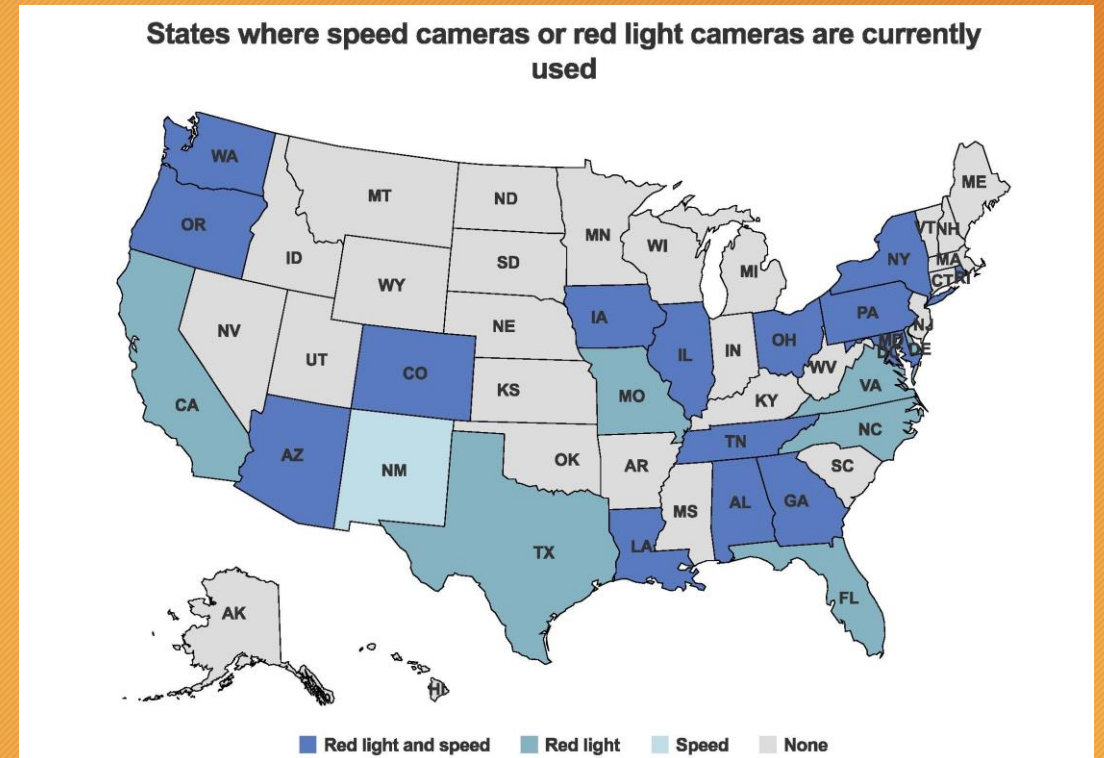 States where speed cameras or red light cameras are currently
used
WA
MT
ND
ME
OR
ID
SD
MN
WI
MI
VT
NH
NY
MA
CT
RI
WY
NE
IA
PA
NJ
NV
UT
CO
KS
IL
IN
OH
MD
DC
DE
WV
CA
MO
KY
VA
AZ
NM
OK
AR
TN
NC
SC
MS
AL
GA
TX
LA
FL
AK
HI
Red light and speed
Red light
Speed
None